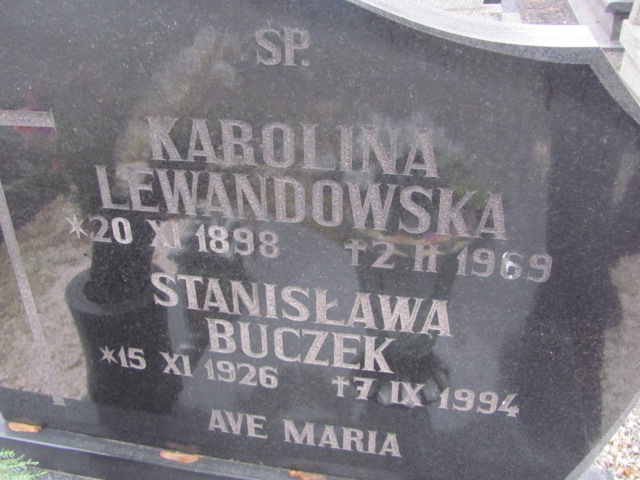 SP.
KAROLINA
LEWANDOWSKA
*20 XI 1898 †2 II 1969
STANISŁAWA
BUCZEK
*15 XI 1926 †7 IX 1994
AVE MARIA